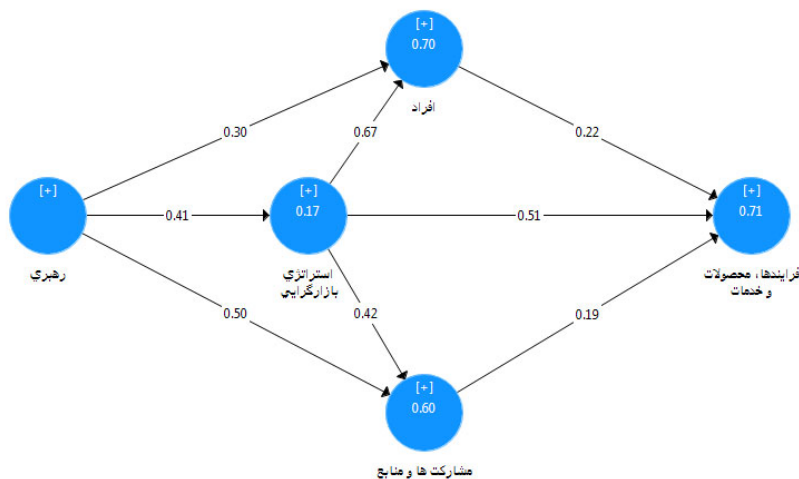 [+]
0.70
افراد
0.30
0.67
0.22
[+]
رهبري
0.41
[+]
0.17
استراتژي
بازارگرايي
0.51
[+]
0.71
فرايندها، محصولات
و خدمات
0.50
0.42
0.19
[+]
0.60
مشاركت ها و منابع